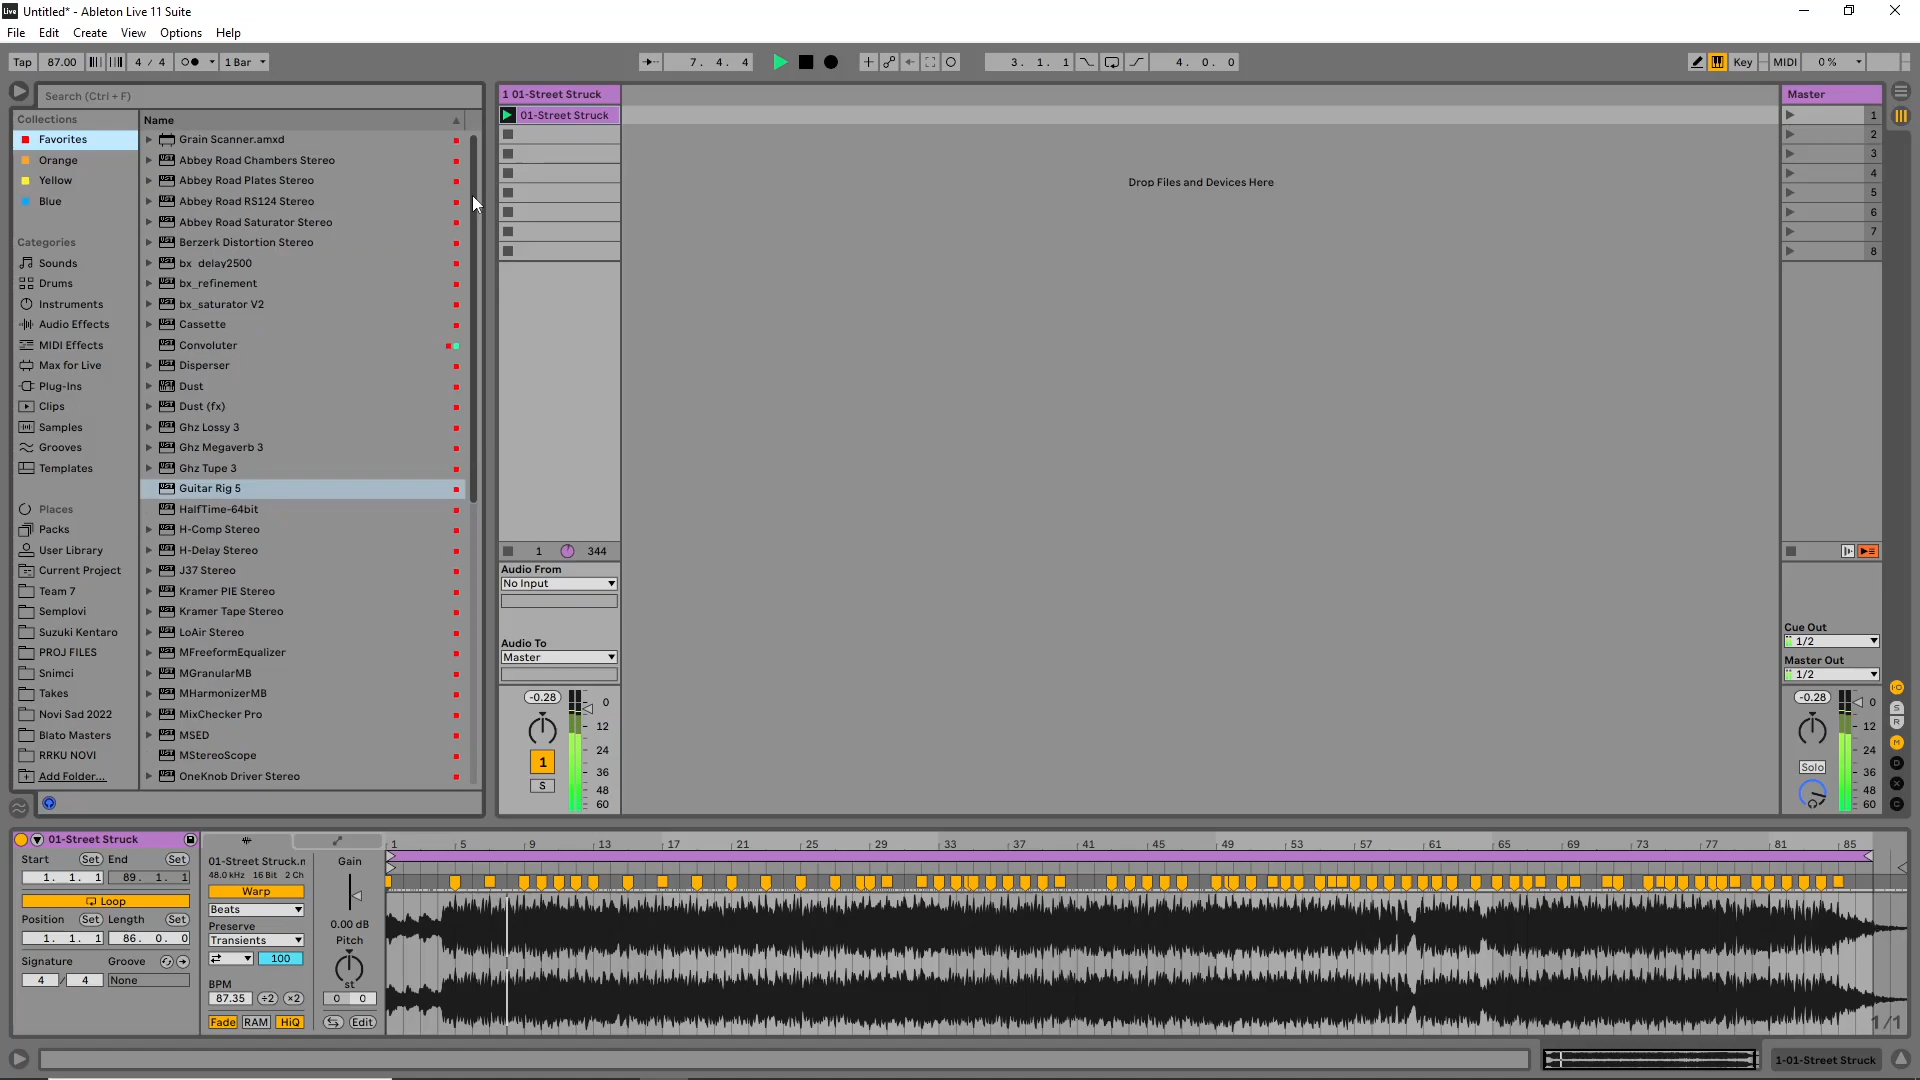 Untitled* - Ableton Live 11 Suite
File Edit Create View Options Help
Tap 87.00 4 / 4 1 Bar 7. 4. 4 3. 1. 1 4. 0. 0 Key MIDI 0 %
Search (Ctrl + F)
Collections
Favorites
Orange
Yellow
Blue
Categories
Sounds
Drums
Instruments
Audio Effects
MIDI Effects
Max for Live
Plug-Ins
Clips
Samples
Grooves
Templates
Places
Packs
User Library
Current Project
Team 7
Semplovi
Suzuki Kentaro
PROJ FILES
Snimci
Takes
Novi Sad 2022
Blato Masters
RRKU NOVI
Add Folder...
Name
Grain Scanner.amxd
Abbey Road Chambers Stereo
Abbey Road Plates Stereo
Abbey Road RS124 Stereo
Abbey Road Saturator Stereo
Berzerk Distortion Stereo
bx_delay2500
bx_refinement
bx_saturator V2
Cassette
Convoluter
Disperser
Dust
Dust (fx)
Ghz Lossy 3
Ghz Megaverb 3
Ghz Tupe 3
Guitar Rig 5
HalfTime-64bit
H-Comp Stereo
H-Delay Stereo
J37 Stereo
Kramer PIE Stereo
Kramer Tape Stereo
LoAir Stereo
MFreeformEqualizer
MGranularMB
MHarmonizerMB
MixChecker Pro
MSED
MStereoScope
OneKnob Driver Stereo
1 01-Street Struck
01-Street Struck
1 344
Audio From
No Input
Audio To
Master
-0.28
0
12
24
36
48
60
1
S
Drop Files and Devices Here
Master
1
2
3
4
5
6
7
8
Cue Out
1/2
Master Out
1/2
-0.28
0
12
24
36
48
60
Solo
I·O
S
R
M
D
X
C
01-Street Struck
Start Set End Set
1. 1. 1 89. 1. 1
Loop
Position Set Length Set
1. 1. 1 86. 0. 0
Signature Groove
4 / 4 None
01-Street Struck.n
48.0 kHz 16 Bit 2 Ch
Warp
Beats
Preserve
Transients
100
BPM
87.35 ÷2 ×2
Fade RAM HiQ
Gain
0.00 dB
Pitch
st
0 0
Edit
1 5 9 13 17 21 25 29 33 37 41 45 49 53 57 61 65 69 73 77 81 85
1/1
1-01-Street Struck